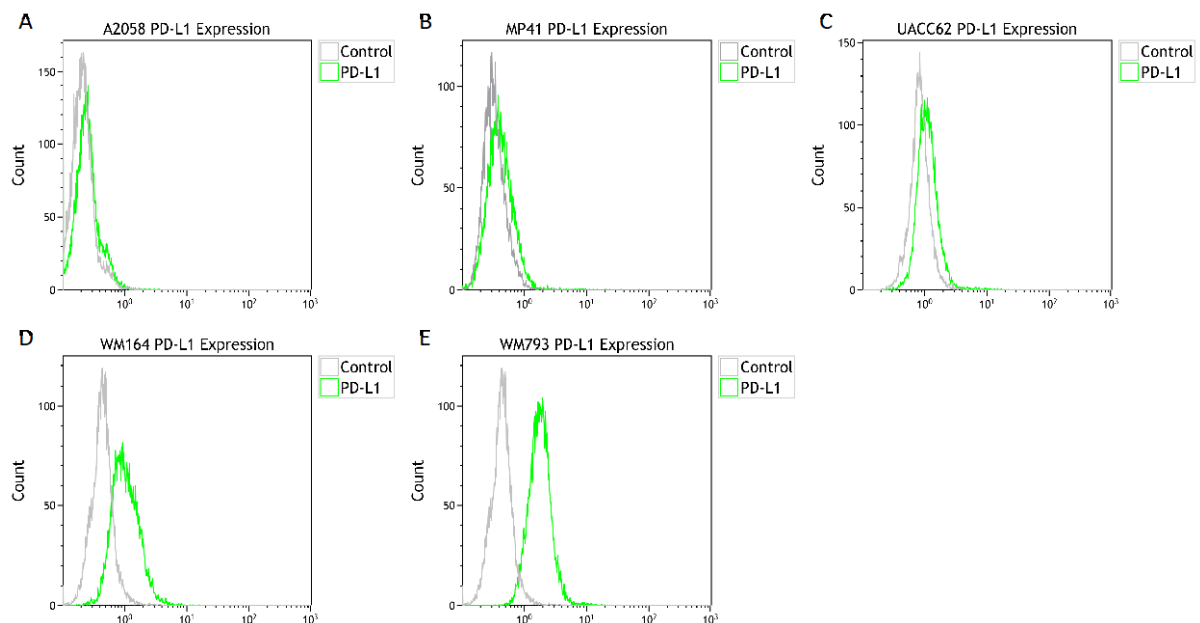 A
A2058 PD-L1 Expression
Control
PD-L1
Count
150
100
50
0
10⁰
10¹
10²
10³
B
MP41 PD-L1 Expression
Control
PD-L1
Count
100
50
0
10⁰
10¹
10²
10³
C
UACC62 PD-L1 Expression
Control
PD-L1
Count
150
100
50
0
10⁰
10¹
10²
10³
D
WM164 PD-L1 Expression
Control
PD-L1
Count
100
50
0
10⁰
10¹
10²
10³
E
WM793 PD-L1 Expression
Control
PD-L1
Count
100
50
0
10⁰
10¹
10²
10³